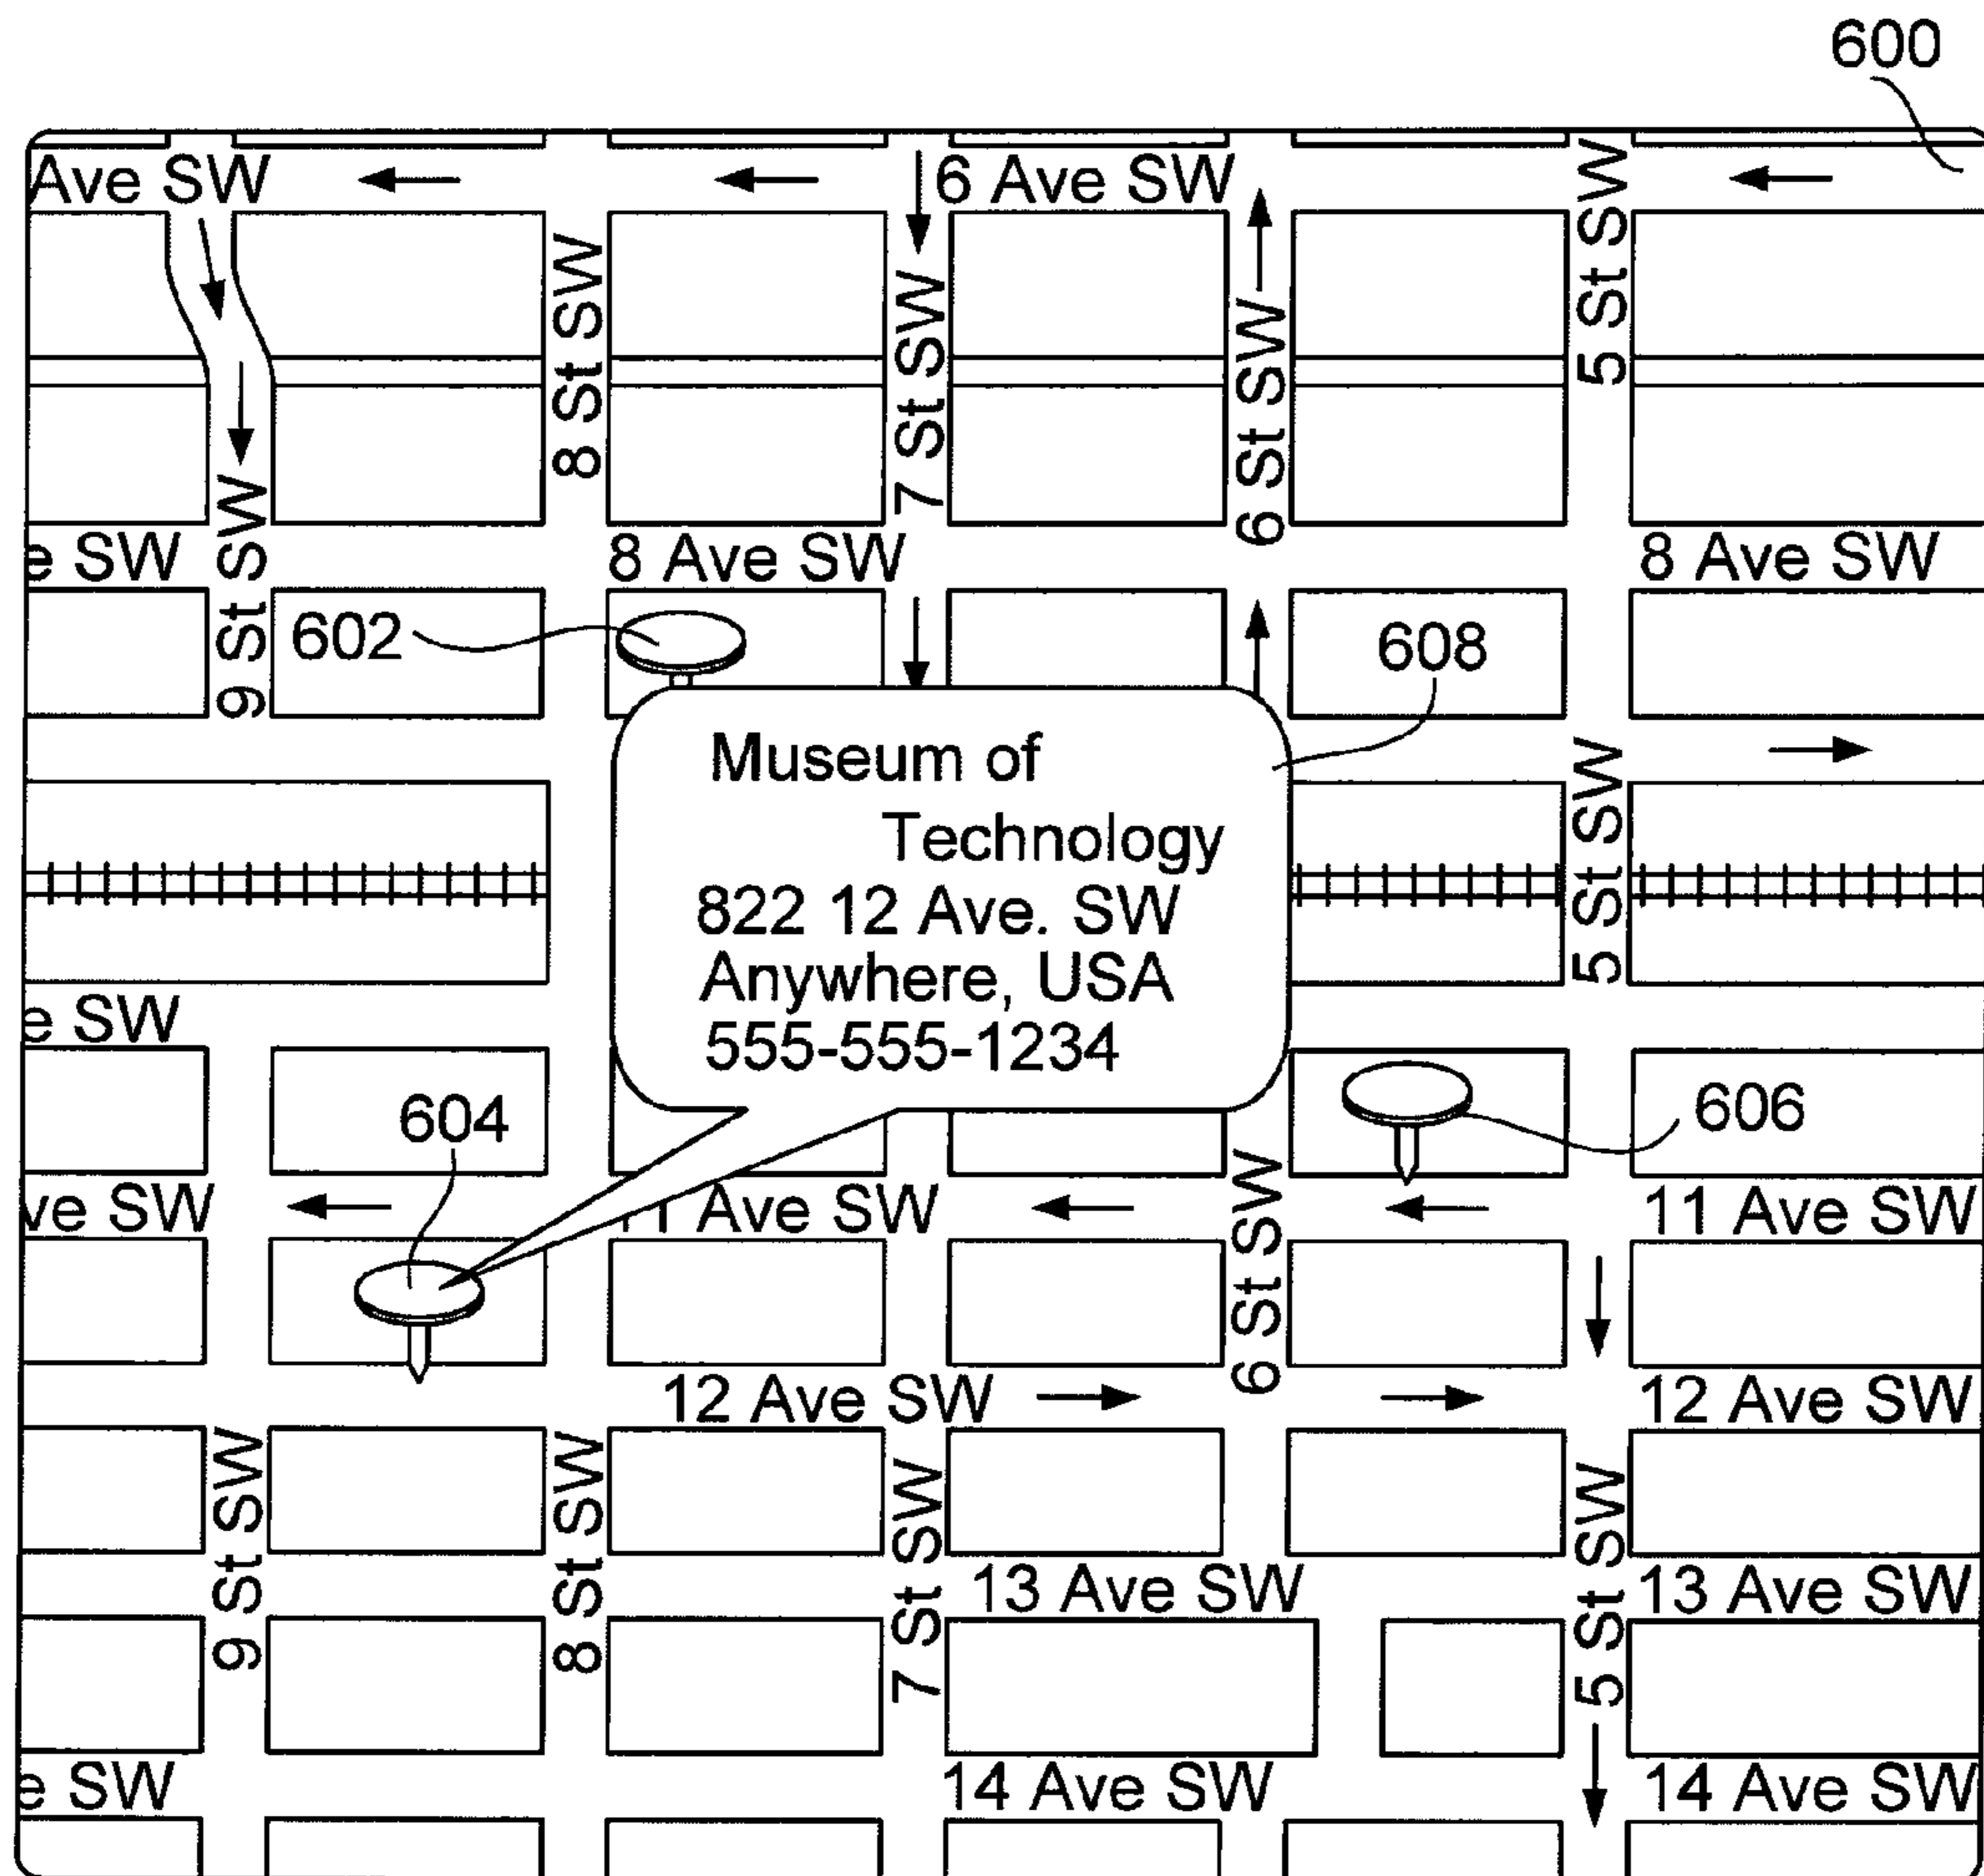 600
Ave SW
6 Ave SW
5 St SW
8 St SW
7 St SW
6 St SW
9 St SW
e SW
8 Ave SW
8 Ave SW
602
608
Museum of
Technology
822 12 Ave. SW
Anywhere, USA
555-555-1234
5 St SW
e SW
604
606
ve SW
Ave SW
11 Ave SW
6 St SW
12 Ave SW
12 Ave SW
9 St SW
8 St SW
7 St SW
5 St SW
13 Ave SW
13 Ave SW
e SW
14 Ave SW
14 Ave SW